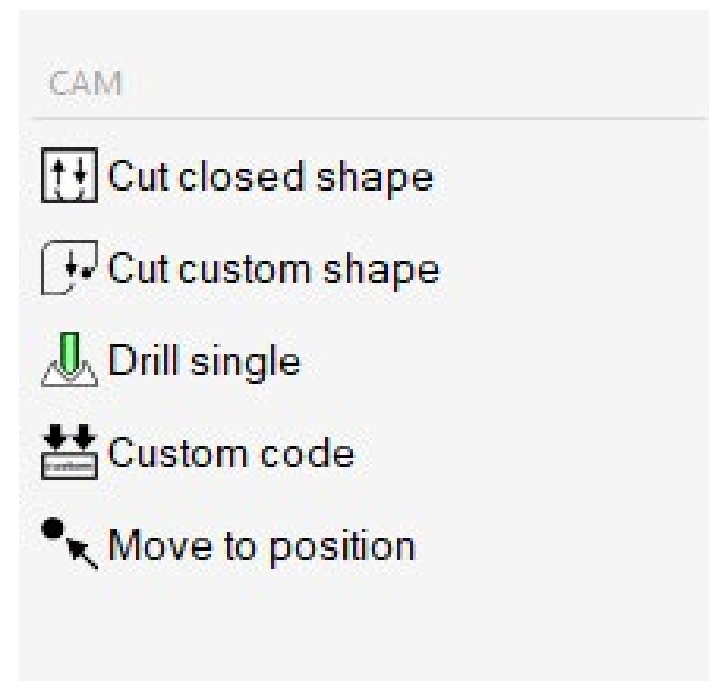 CAM
Cut closed shape
Cut custom shape
Drill single
Custom code
Move to position